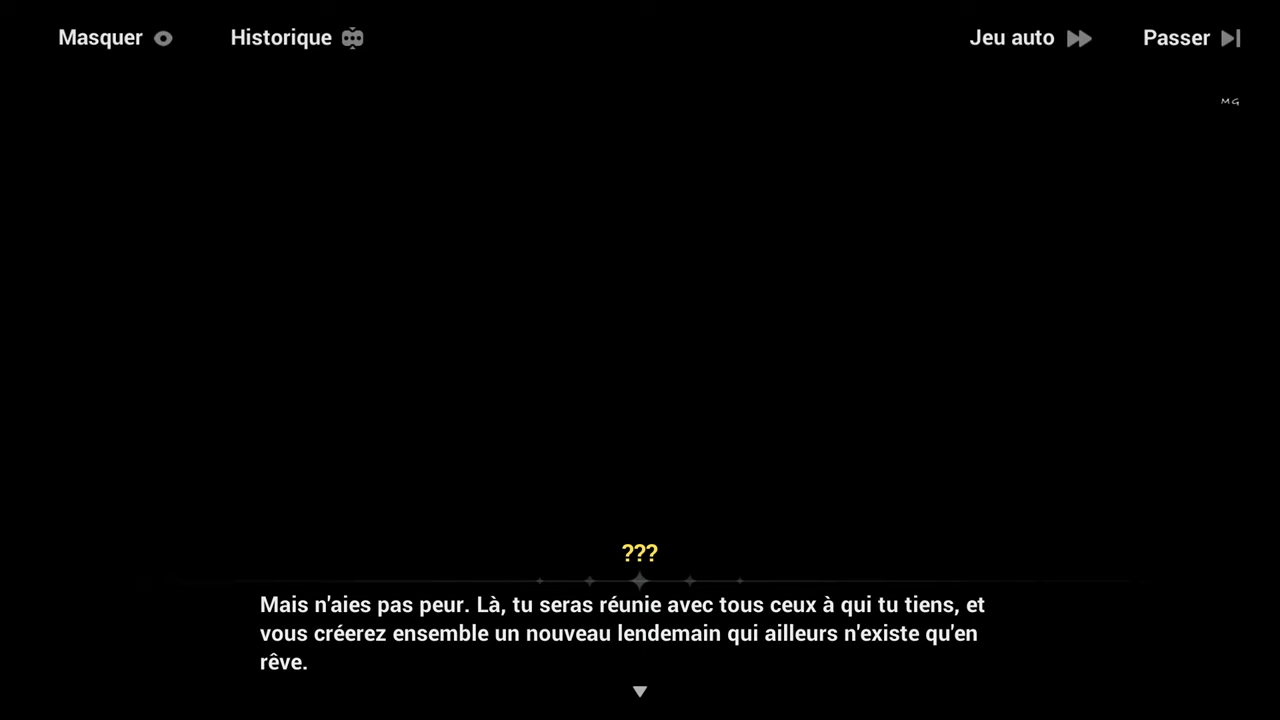 Masquer
Historique
Jeu auto
Passer
MG
???
Mais n'aies pas peur. Là, tu seras réunie avec tous ceux à qui tu tiens, et
vous créerez ensemble un nouveau lendemain qui ailleurs n'existe qu'en
rêve.